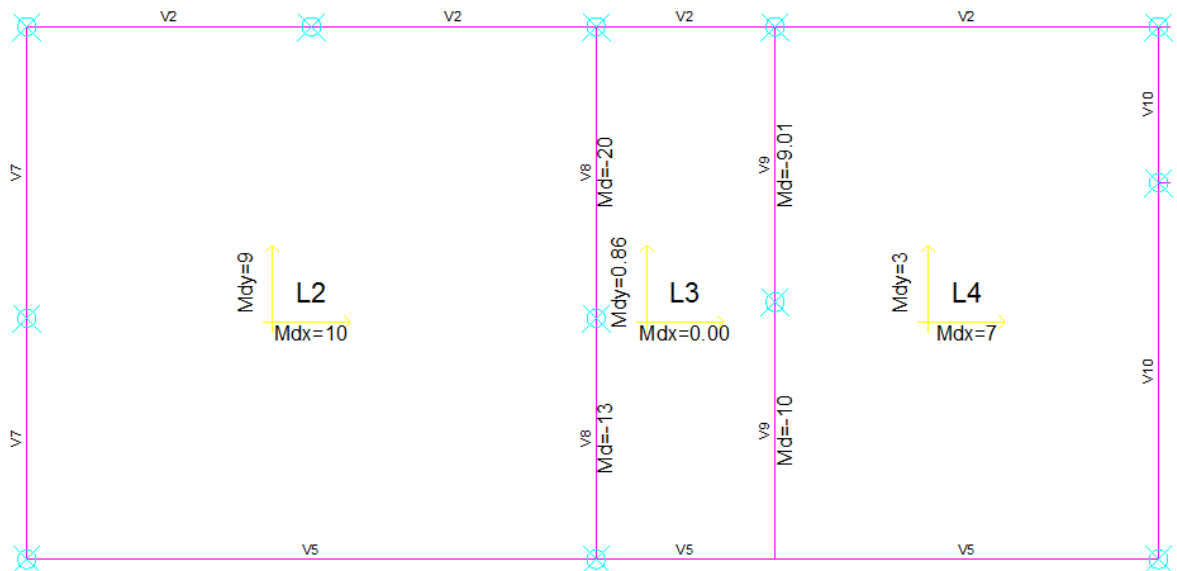 V2
V2
V2
V2
V10
V7
V8
Md=-20
V9
Md=-9.01
Mdy=9
L2
Mdx=10
Mdy=0.86
L3
Mdx=0.00
Mdy=3
L4
Mdx=7
V10
V7
V8
Md=-13
V9
Md=-10
V5
V5
V5